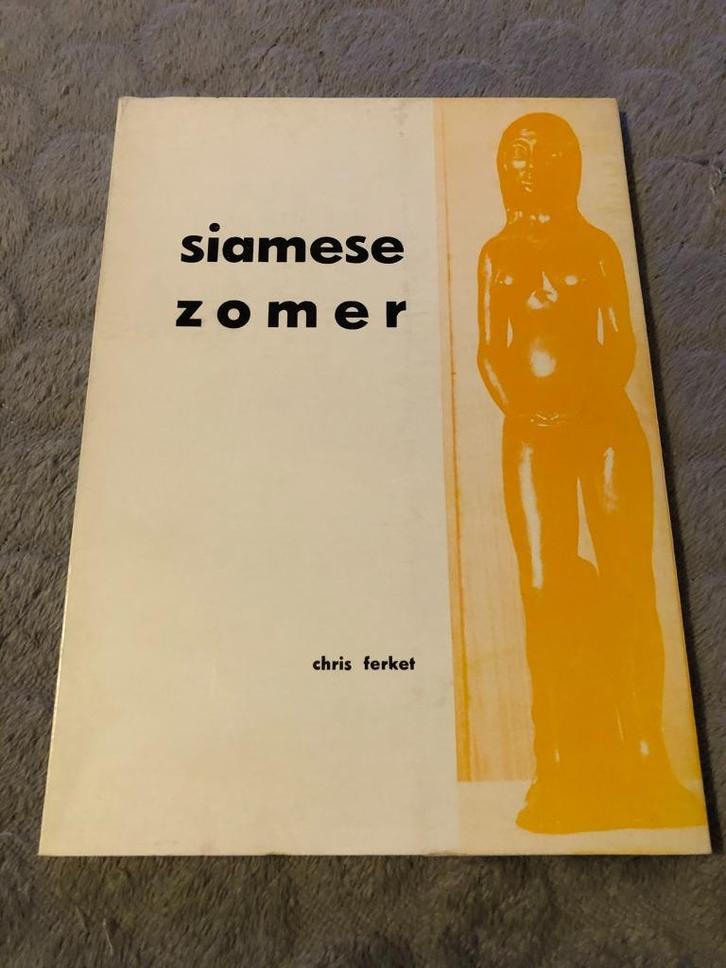 siamese
zomer
chris ferket